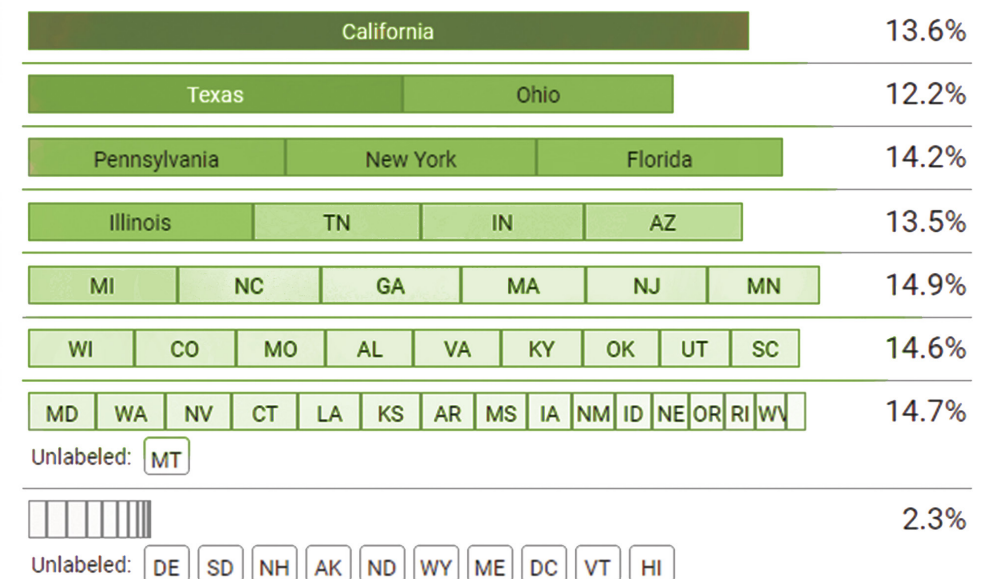 California 13.6%
Texas Ohio 12.2%
Pennsylvania New York Florida 14.2%
Illinois TN IN AZ 13.5%
MI NC GA MA NJ MN 14.9%
WI CO MO AL VA KY OK UT SC 14.6%
MD WA NV CT LA KS AR MS IA NM ID NE OR RI WV 14.7%
Unlabeled: MT
2.3%
Unlabeled: DE SD NH AK ND WY ME DC VT HI